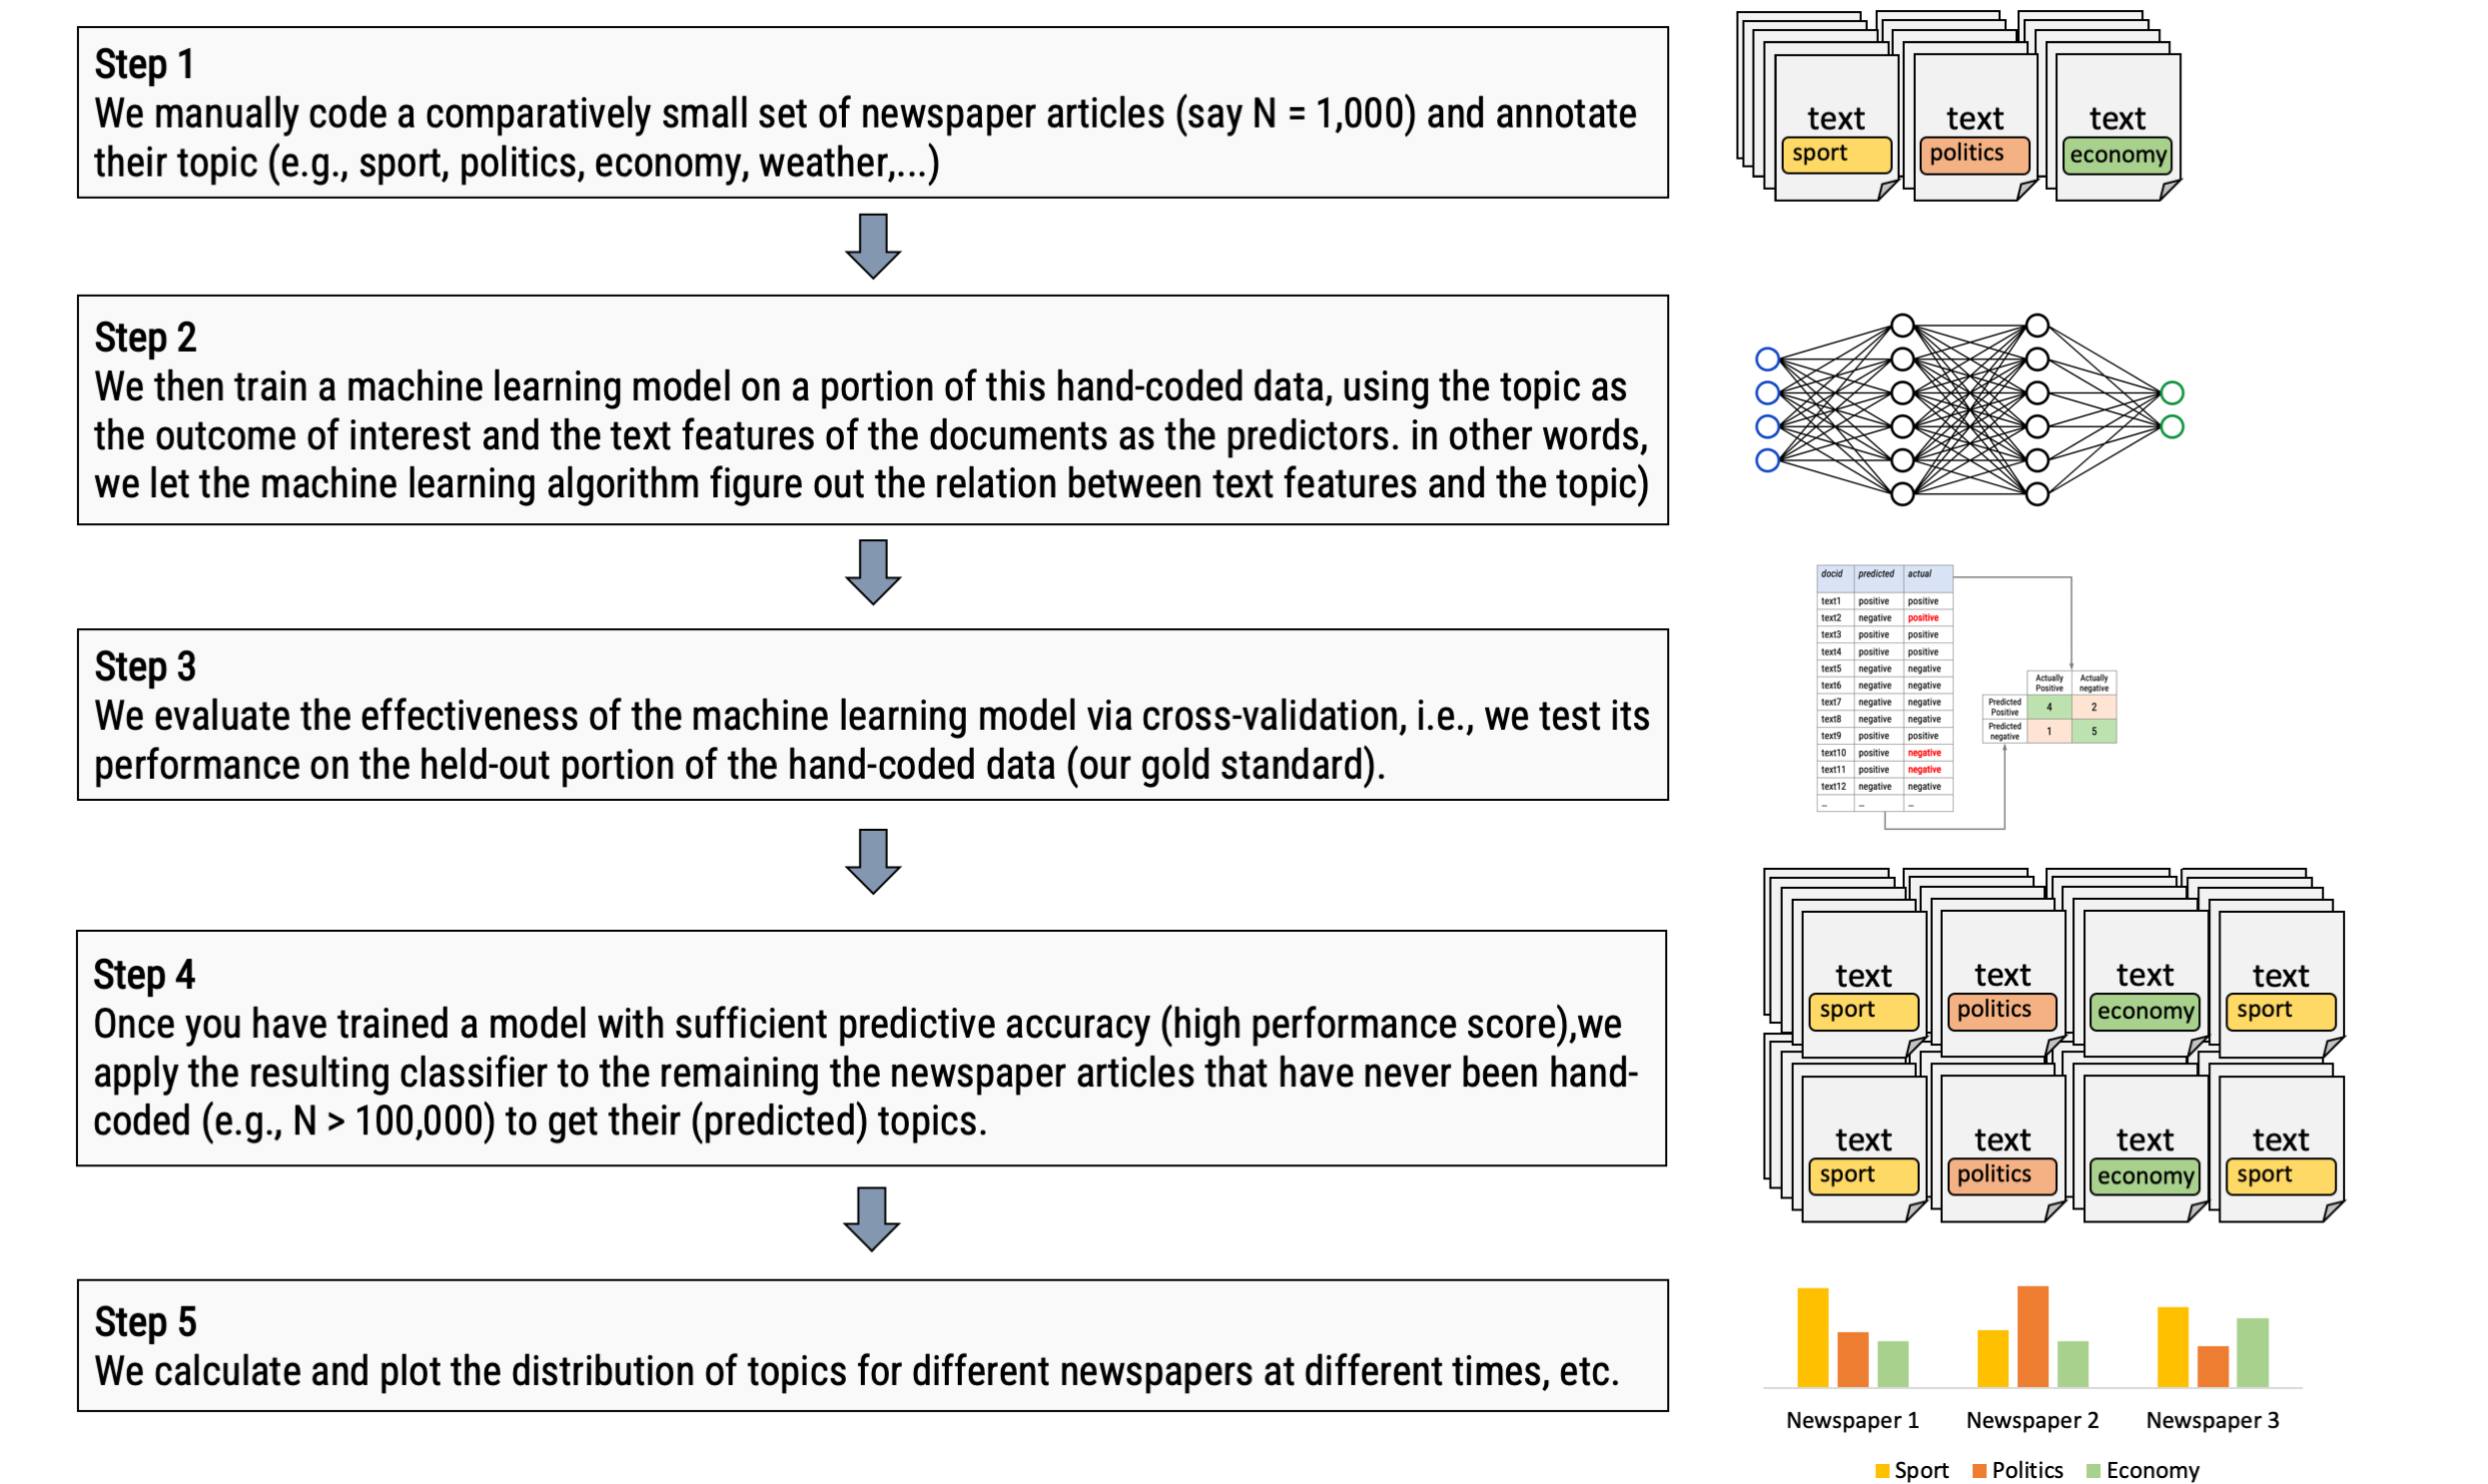 Step 1
We manually code a comparatively small set of newspaper articles (say N = 1,000) and annotate
their topic (e.g., sport, politics, economy, weather,...)
text text text
sport politics economy
Step 2
We then train a machine learning model on a portion of this hand-coded data, using the topic as
the outcome of interest and the text features of the documents as the predictors. in other words,
we let the machine learning algorithm figure out the relation between text features and the topic)
Step 3
We evaluate the effectiveness of the machine learning model via cross-validation, i.e., we test its
performance on the held-out portion of the hand-coded data (our gold standard).
docid predicted actual
text1 positive positive
text2 negative positive
text3 positive positive
text4 positive positive
text5 negative negative
text6 negative negative
text7 negative negative
text8 negative negative
text9 positive positive
text10 positive negative
text11 positive negative
text12 negative negative
... ... ...
Actually Actually
Positive negative
Predicted
Positive 4 2
Predicted
negative 1 5
Step 4
Once you have trained a model with sufficient predictive accuracy (high performance score),we
apply the resulting classifier to the remaining the newspaper articles that have never been hand-
coded (e.g., N > 100,000) to get their (predicted) topics.
text text text text
sport politics economy sport
text text text text
sport politics economy sport
Step 5
We calculate and plot the distribution of topics for different newspapers at different times, etc.
Newspaper 1 Newspaper 2 Newspaper 3
Sport Politics Economy